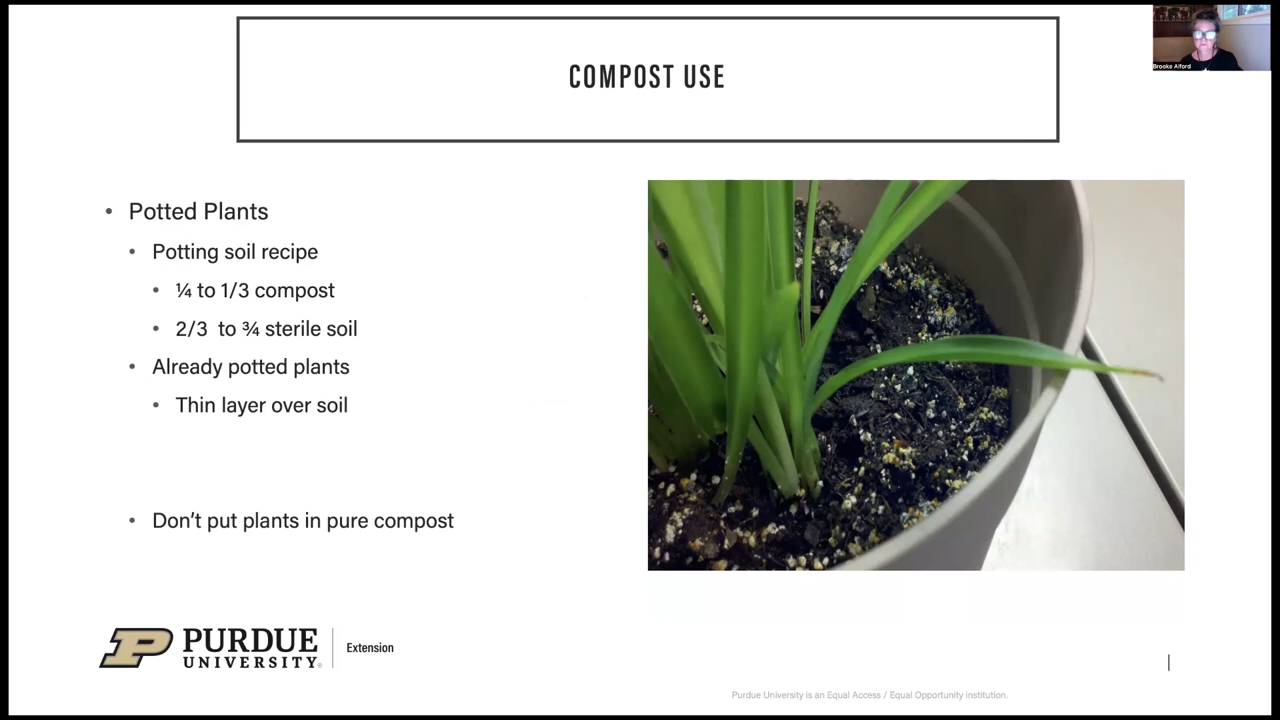 COMPOST USE
Brooke Alford
• Potted Plants
• Potting soil recipe
• ¼ to 1/3 compost
• 2/3 to ¾ sterile soil
• Already potted plants
• Thin layer over soil
• Don't put plants in pure compost
PURDUE
UNIVERSITY®
Extension
Purdue University is an Equal Access / Equal Opportunity institution.